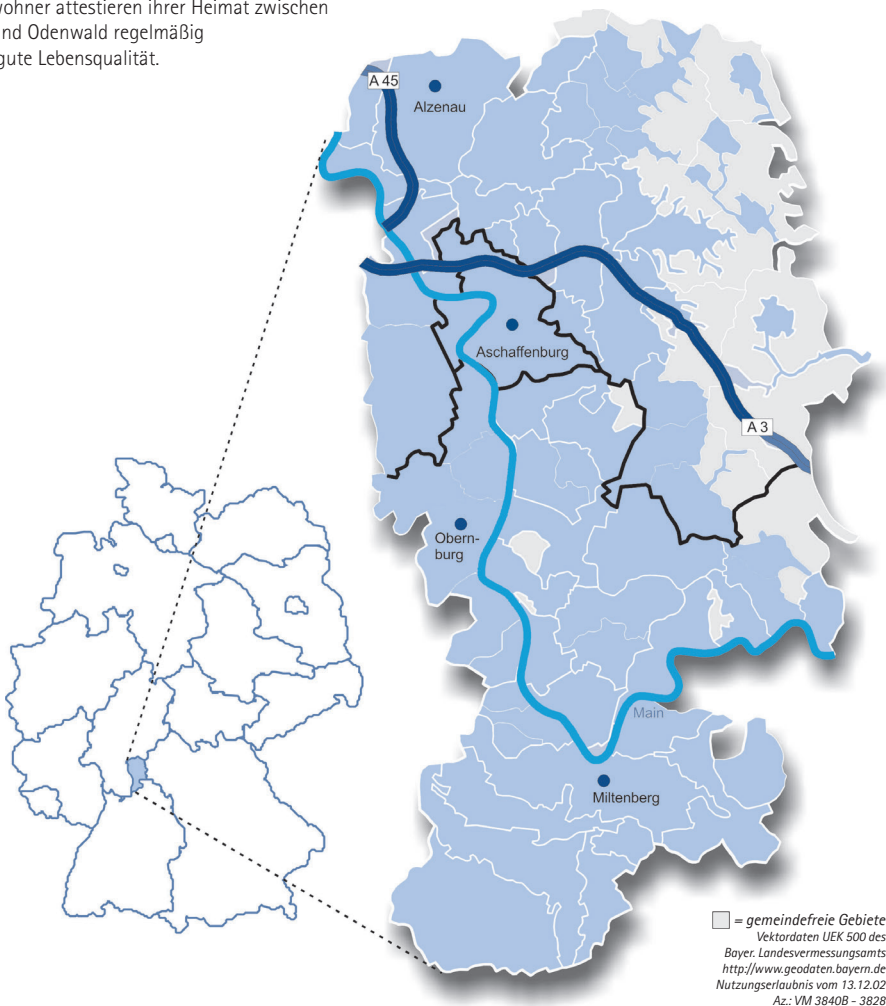 wohner attestieren ihrer Heimat zwischen
und Odenwald regelmäßig
gute Lebensqualität.
A 45
Alzenau
Aschaffenburg
A 3
Obern-
burg
Main
Miltenberg
= gemeindefreie Gebiete
Vektordaten UEK 500 des
Bayer. Landesvermessungsamts
http://www.geodaten.bayern.de
Nutzungserlaubnis vom 13.12.02
Az.: VM 3840B - 3828